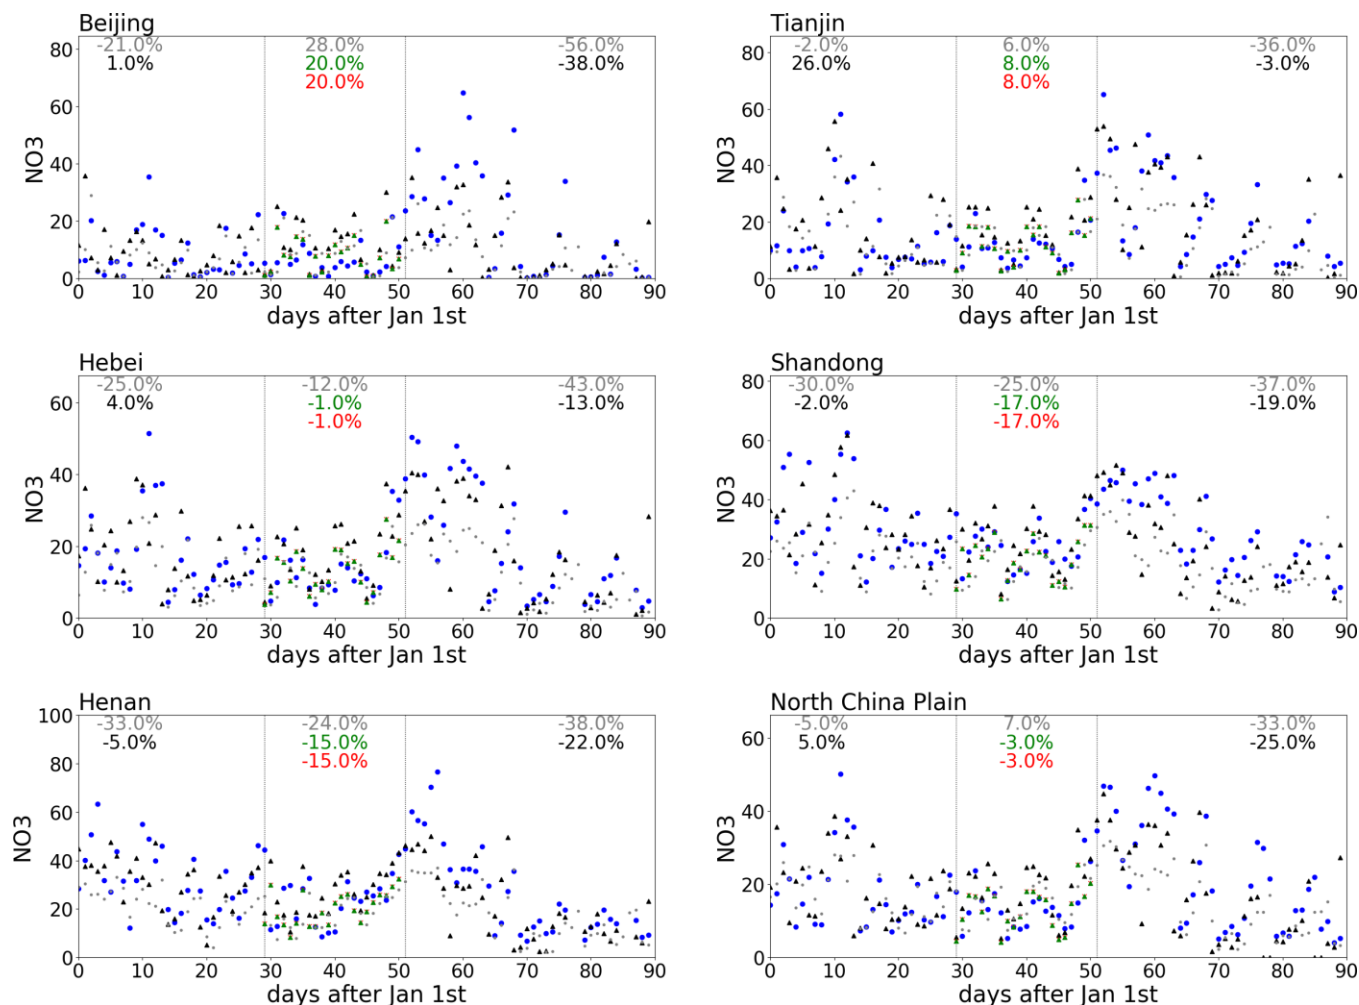 Beijing
-21.0% 28.0% -56.0%
1.0% 20.0% -38.0%
20.0%
NO3
80
60
40
20
0
0 10 20 30 40 50 60 70 80 90
days after Jan 1st
Tianjin
-2.0% 6.0% -36.0%
26.0% 8.0% -3.0%
8.0%
NO3
80
60
40
20
0
0 10 20 30 40 50 60 70 80 90
days after Jan 1st
Hebei
-25.0% -12.0% -43.0%
4.0% -1.0% -13.0%
-1.0%
NO3
60
40
20
0
0 10 20 30 40 50 60 70 80 90
days after Jan 1st
Shandong
-30.0% -25.0% -37.0%
-2.0% -17.0% -19.0%
-17.0%
NO3
80
60
40
20
0
0 10 20 30 40 50 60 70 80 90
days after Jan 1st
Henan
-33.0% -24.0% -38.0%
-5.0% -15.0% -22.0%
-15.0%
NO3
100
80
60
40
20
0
0 10 20 30 40 50 60 70 80 90
days after Jan 1st
North China Plain
-5.0% 7.0% -33.0%
5.0% -3.0% -25.0%
-3.0%
NO3
60
40
20
0
0 10 20 30 40 50 60 70 80 90
days after Jan 1st